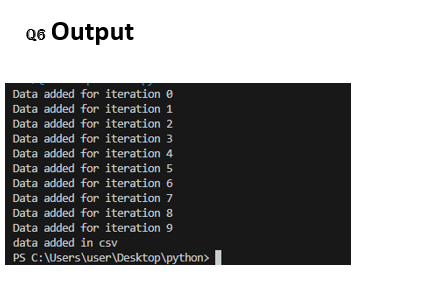 Q6 Output
Data added for iteration 0
Data added for iteration 1
Data added for iteration 2
Data added for iteration 3
Data added for iteration 4
Data added for iteration 5
Data added for iteration 6
Data added for iteration 7
Data added for iteration 8
Data added for iteration 9
data added in csv
PS C:\Users\user\Desktop\python>